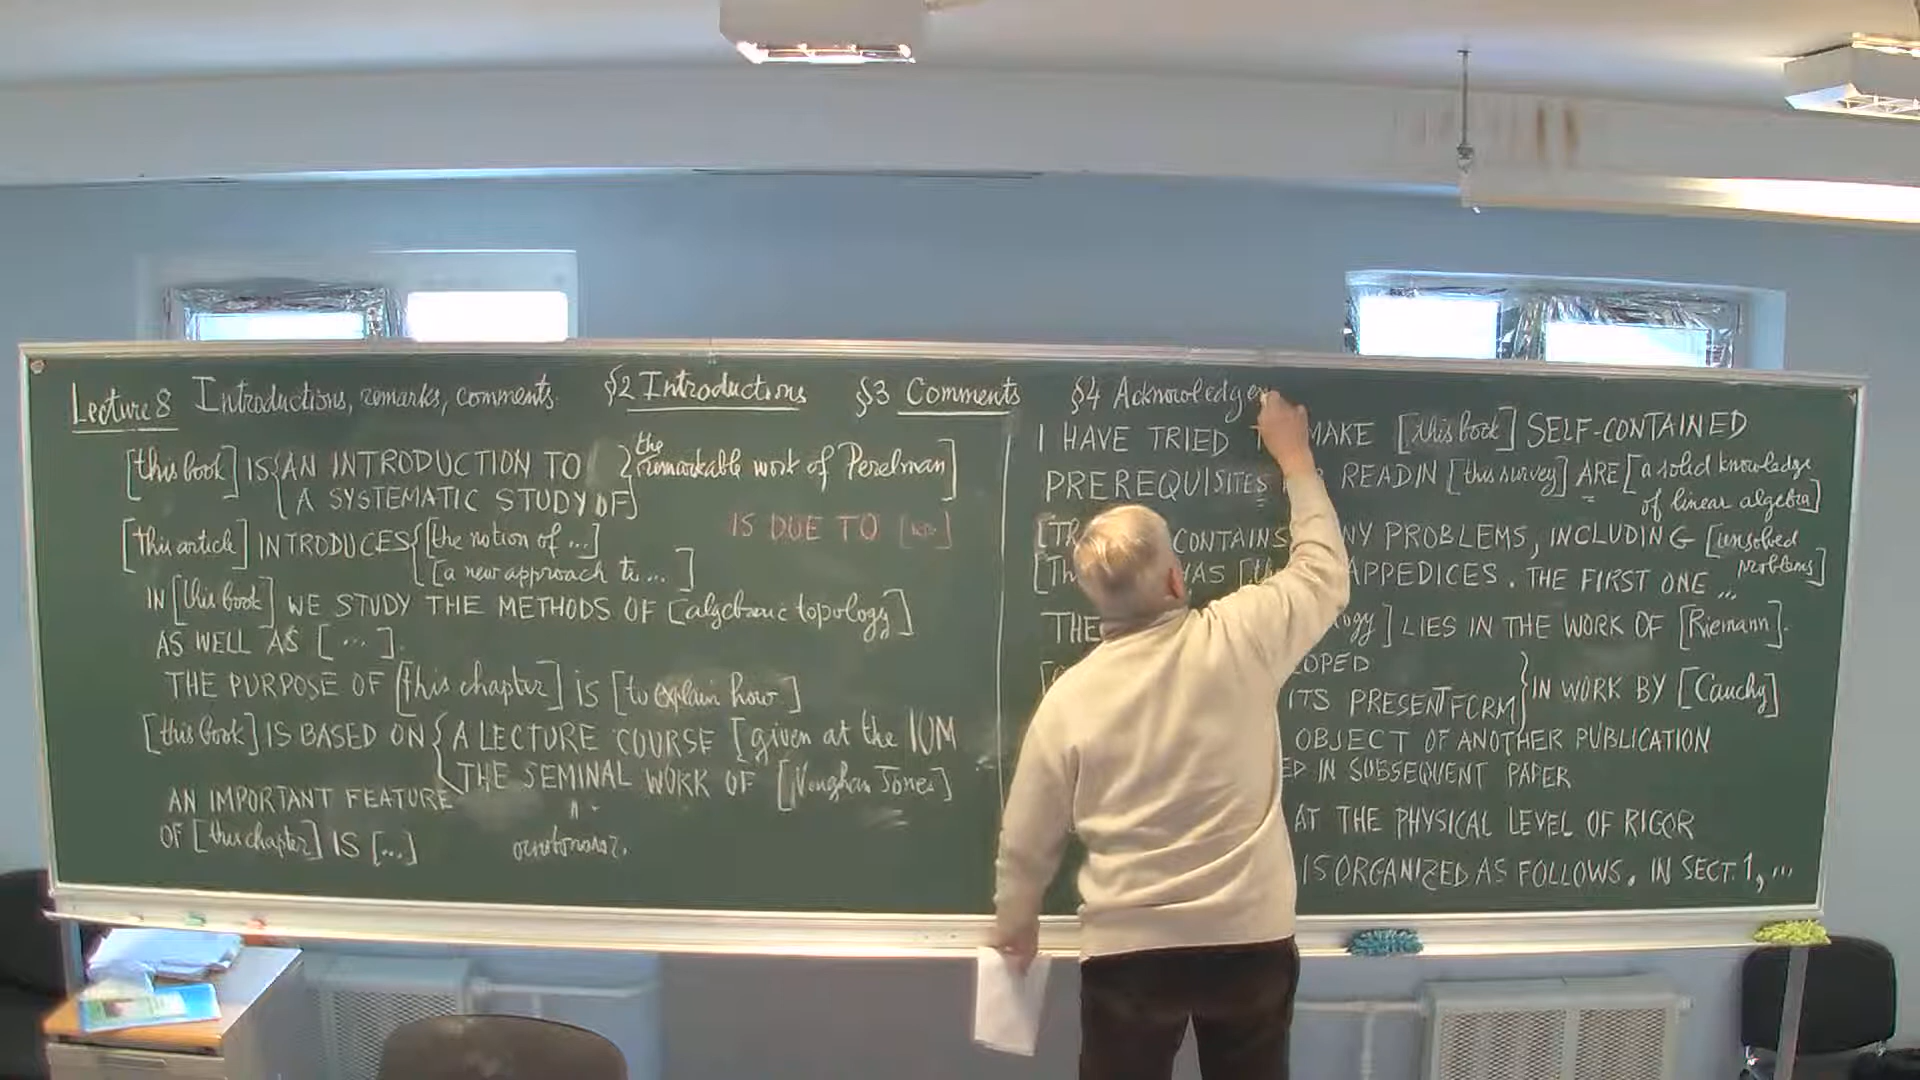 Lecture 8 Introductions, remarks, comments. §2 Introductions §3 Comments §4 Acknowledgem
[this book] IS {AN INTRODUCTION TO
A SYSTEMATIC STUDY OF} the remarkable work of Perelman]
IS DUE TO
[this article] INTRODUCES {[the notion of ...]
[a new approach to ... ]
IN [this book] WE STUDY THE METHODS OF [algebraic topology]
AS WELL AS [ ... ].
THE PURPOSE OF [this chapter] IS [to explain how ]
[this book] IS BASED ON { A LECTURE COURSE [given at the IUM
THE SEMINAL WORK OF [Vaughan Jones]
AN IMPORTANT FEATURE
OF [this chapter] IS [...]
I HAVE TRIED MAKE [this book] SELF-CONTAINED
PREREQUISITES READIN [this survey] ARE [a solid knowledge
of linear algebra]
CONTAINS NY PROBLEMS, INCLUDING [unsolved
problems]
APPEDICES. THE FIRST ONE ...
THE ogy] LIES IN THE WORK OF [Riemann].
OPED
ITS PRESENT FORM } IN WORK BY [Cauchy]
OBJECT OF ANOTHER PUBLICATION
ED IN SUBSEQUENT PAPER
AT THE PHYSICAL LEVEL OF RIGOR
IS ORGANIZED AS FOLLOWS. IN SECT. 1, ...